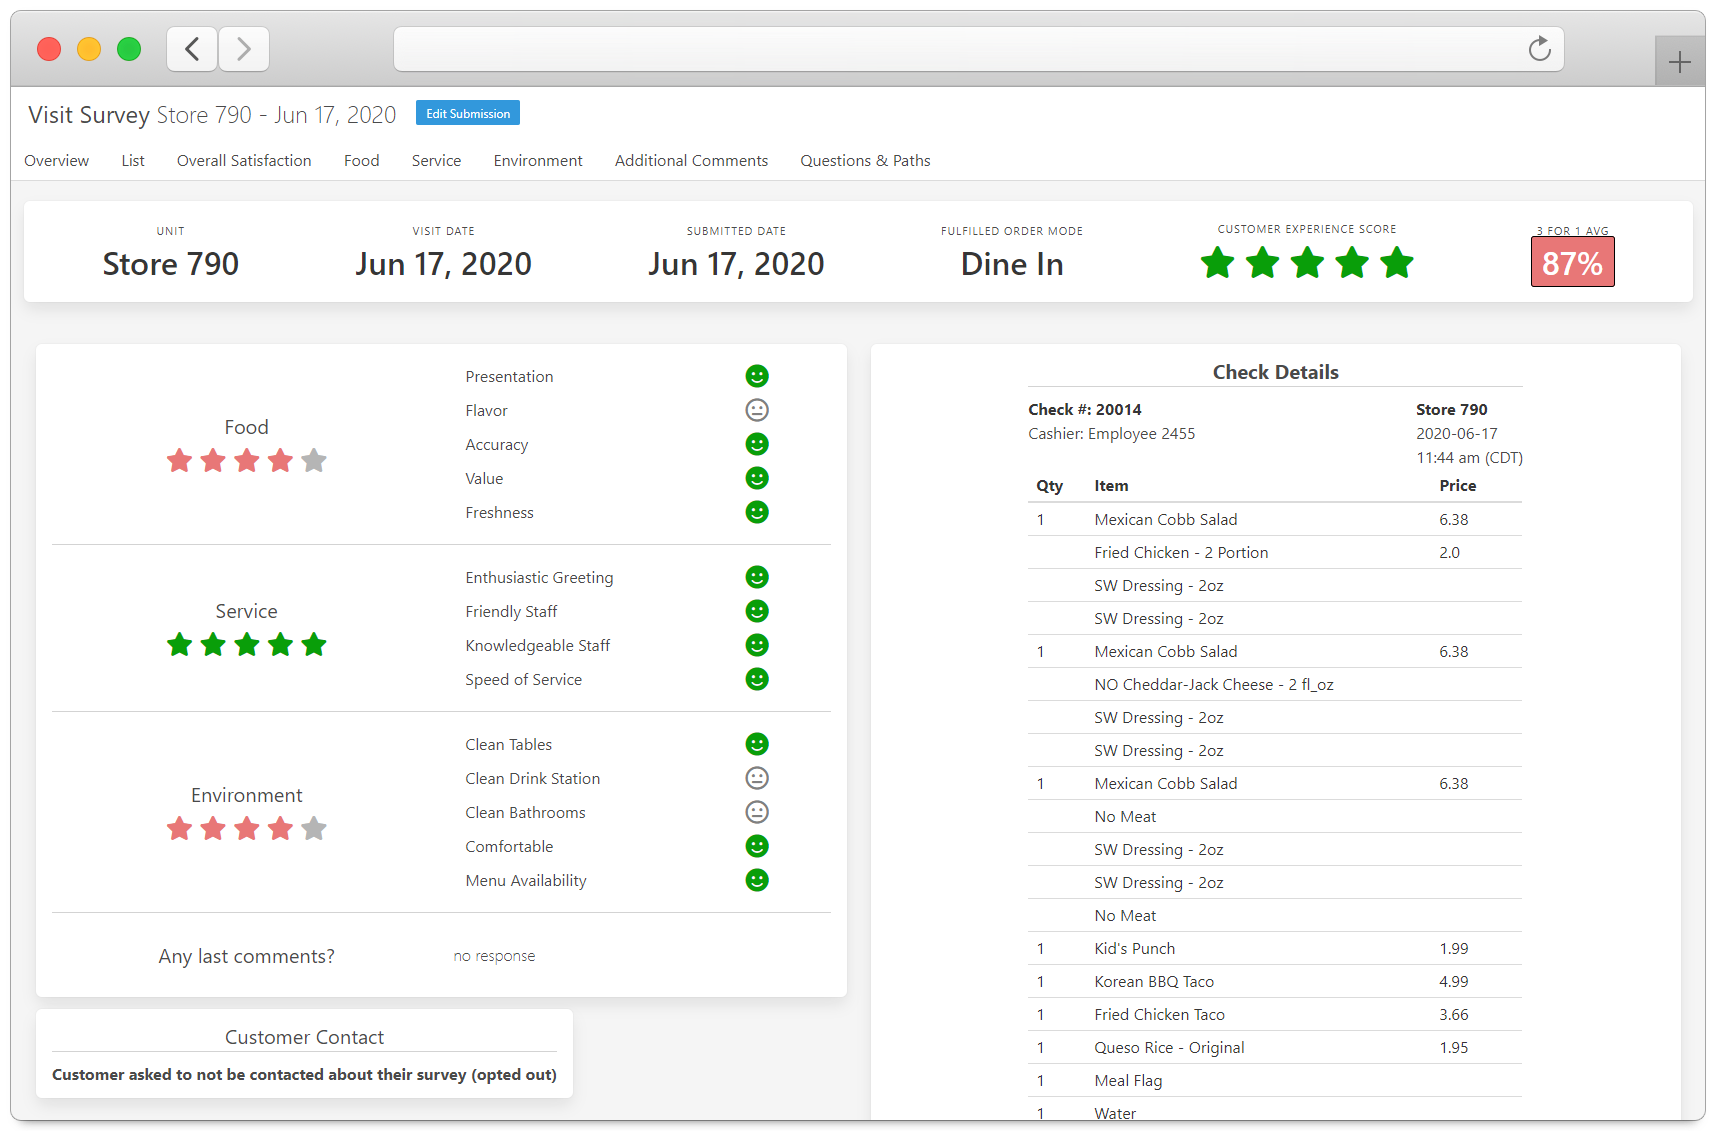 Visit Survey Store 790 - Jun 17, 2020 Edit Submission
Overview List Overall Satisfaction Food Service Environment Additional Comments Questions & Paths
UNIT VISIT DATE SUBMITTED DATE FULFILLED ORDER MODE CUSTOMER EXPERIENCE SCORE 3 FOR 1 AVG
Store 790 Jun 17, 2020 Jun 17, 2020 Dine In 87%
Food
Presentation
Flavor
Accuracy
Value
Freshness
Service
Enthusiastic Greeting
Friendly Staff
Knowledgeable Staff
Speed of Service
Environment
Clean Tables
Clean Drink Station
Clean Bathrooms
Comfortable
Menu Availability
Any last comments? no response
Customer Contact
Customer asked to not be contacted about their survey (opted out)
Check Details
Check #: 20014 Store 790
Cashier: Employee 2455 2020-06-17
11:44 am (CDT)
Qty Item Price
1 Mexican Cobb Salad 6.38
Fried Chicken - 2 Portion 2.0
SW Dressing - 2oz
SW Dressing - 2oz
1 Mexican Cobb Salad 6.38
NO Cheddar-Jack Cheese - 2 fl_oz
SW Dressing - 2oz
SW Dressing - 2oz
1 Mexican Cobb Salad 6.38
No Meat
SW Dressing - 2oz
SW Dressing - 2oz
No Meat
1 Kid's Punch 1.99
1 Korean BBQ Taco 4.99
1 Fried Chicken Taco 3.66
1 Queso Rice - Original 1.95
1 Meal Flag
1 Water